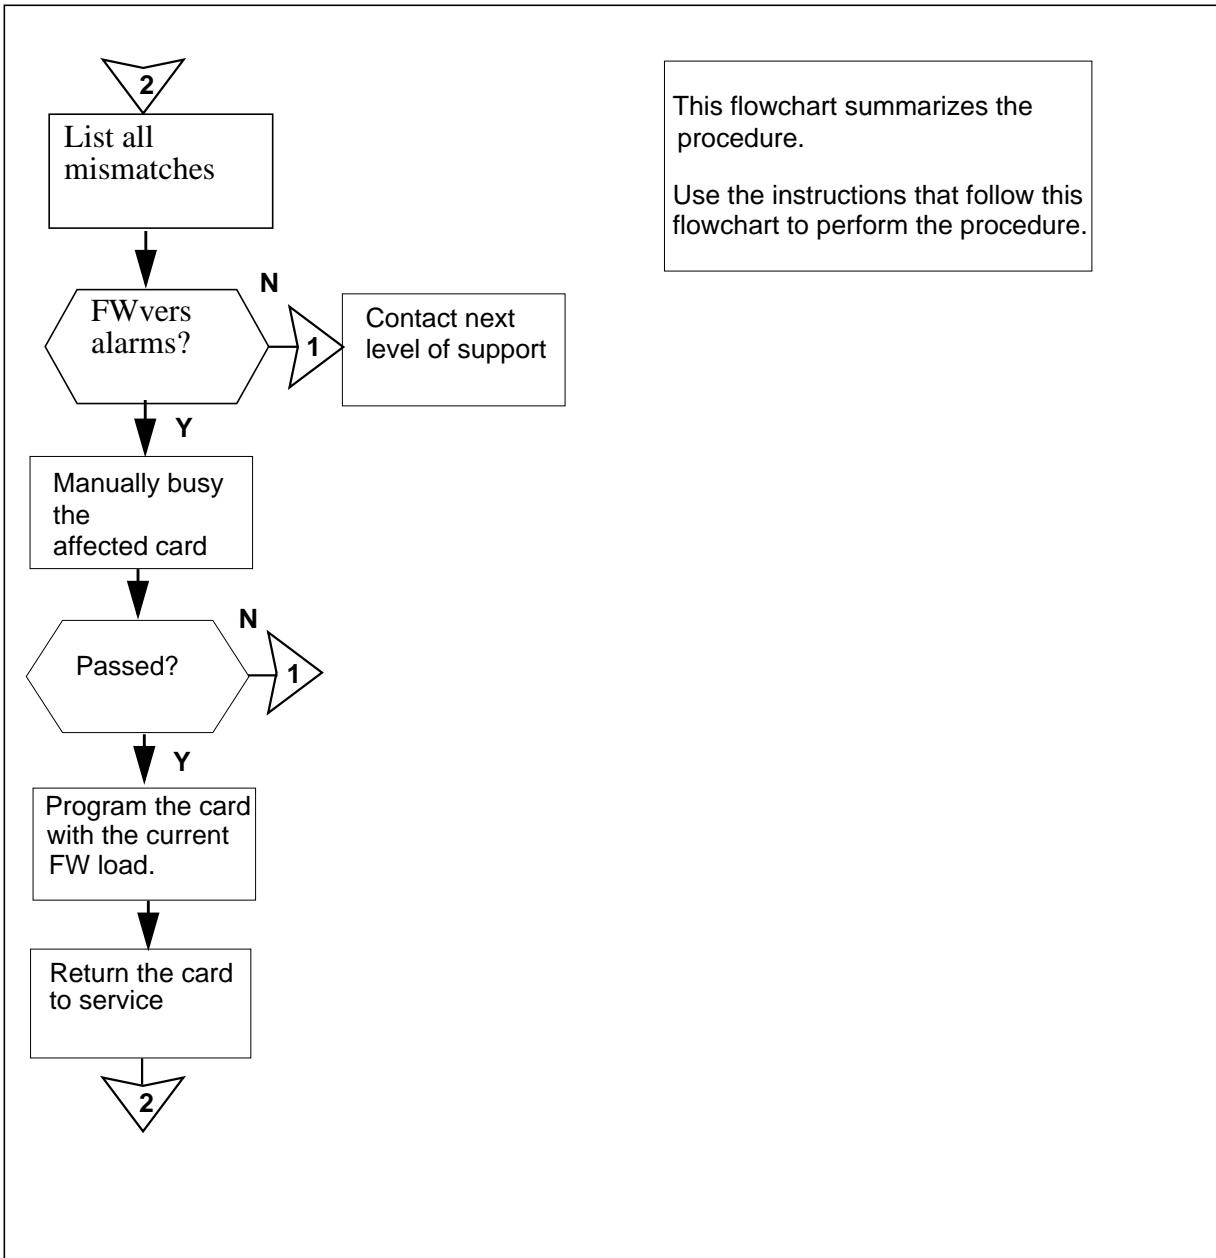 2
List all
mismatches
FWvers
alarms?
N
1
Contact next
level of support
Y
Manually busy
the
affected card
Passed?
N
1
Y
Program the card
with the current
FW load.
Return the card
to service
2
This flowchart summarizes the
procedure.
Use the instructions that follow this
flowchart to perform the procedure.